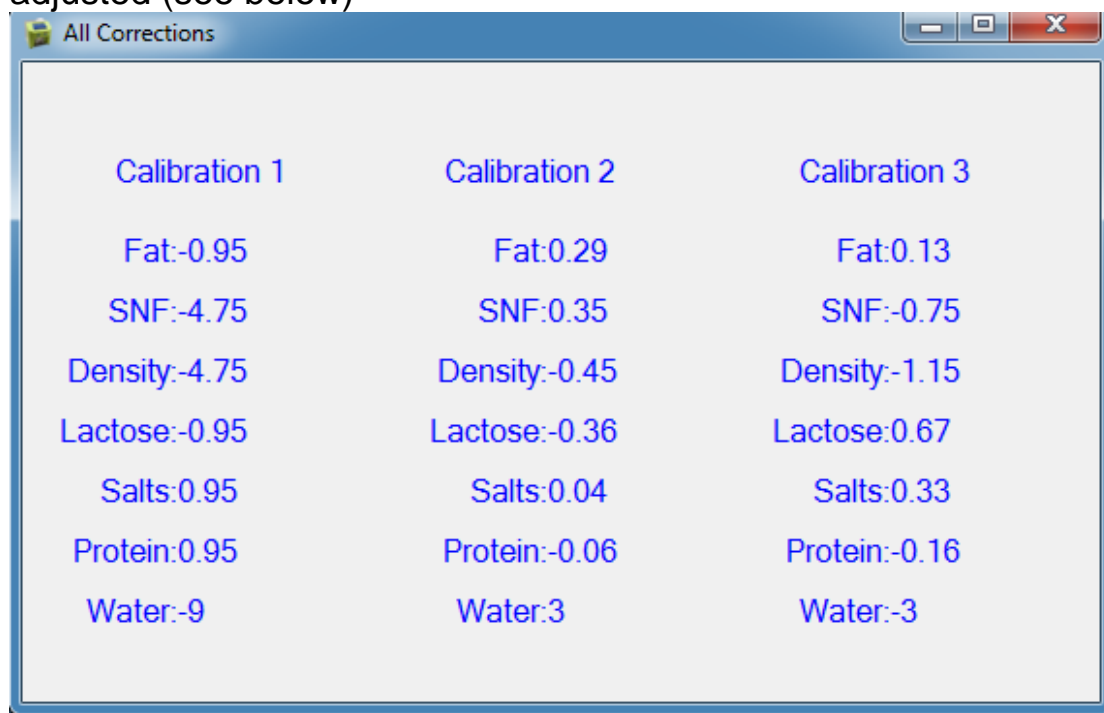 adjusted (see below)
All Corrections
Calibration 1 Calibration 2 Calibration 3
Fat:-0.95 Fat:0.29 Fat:0.13
SNF:-4.75 SNF:0.35 SNF:-0.75
Density:-4.75 Density:-0.45 Density:-1.15
Lactose:-0.95 Lactose:-0.36 Lactose:0.67
Salts:0.95 Salts:0.04 Salts:0.33
Protein:0.95 Protein:-0.06 Protein:-0.16
Water:-9 Water:3 Water:-3